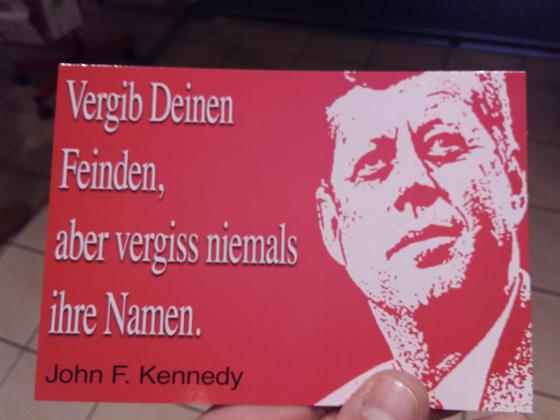 Vergib Deinen
Feinden,
aber vergiss niemals
ihre Namen.
John F. Kennedy